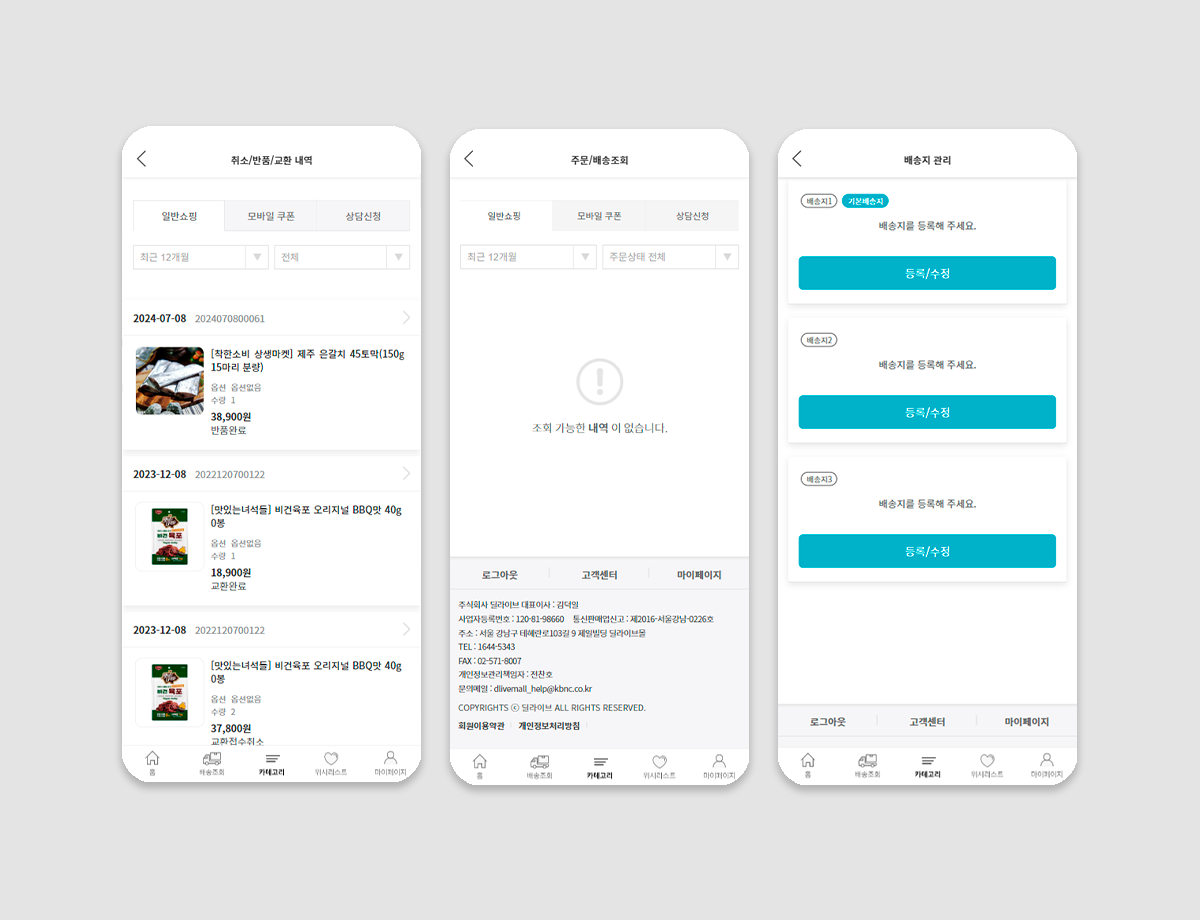 취소/반품/교환 내역
일반쇼핑 모바일 쿠폰 상담신청
최근 12개월 전체
2024-07-08 2024070800061
[착한소비 상생마켓] 제주 은갈치 45토막(150g
15마리 분량)
옵션 옵션없음
수량 1
38,900원
반품완료
2023-12-08 2022120700122
[맛있는녀석들] 비건육포 오리지널 BBQ맛 40g
0봉
옵션 옵션없음
수량 1
18,900원
교환완료
비건 육포
2023-12-08 2022120700122
[맛있는녀석들] 비건육포 오리지널 BBQ맛 40g
0봉
옵션 옵션없음
수량 2
37,800원
교환접수취소
비건 육포
홈 배송조회 카테고리 위시리스트 마이페이지
주문/배송조회
일반쇼핑 모바일 쿠폰 상담신청
최근 12개월 주문상태 전체
조회 가능한 내역 이 없습니다.
로그아웃 고객센터 마이페이지
주식회사 딜라이브 대표이사 : 김덕일
사업자등록번호 : 120-81-98660 통신판매업신고 : 제2016-서울강남-0226호
주소 : 서울 강남구 테헤란로103길 9 제일빌딩 딜라이브몰
TEL : 1644-5343
FAX : 02-571-8007
개인정보관리책임자 : 전찬호
문의메일 : dlivemall_help@kbnc.co.kr
COPYRIGHTS ⓒ 딜라이브 ALL RIGHTS RESERVED.
회원이용약관 개인정보처리방침
홈 배송조회 카테고리 위시리스트 마이페이지
배송지 관리
배송지1 기본배송지
배송지를 등록해 주세요.
등록/수정
배송지2
배송지를 등록해 주세요.
등록/수정
배송지3
배송지를 등록해 주세요.
등록/수정
로그아웃 고객센터 마이페이지
홈 배송조회 카테고리 위시리스트 마이페이지